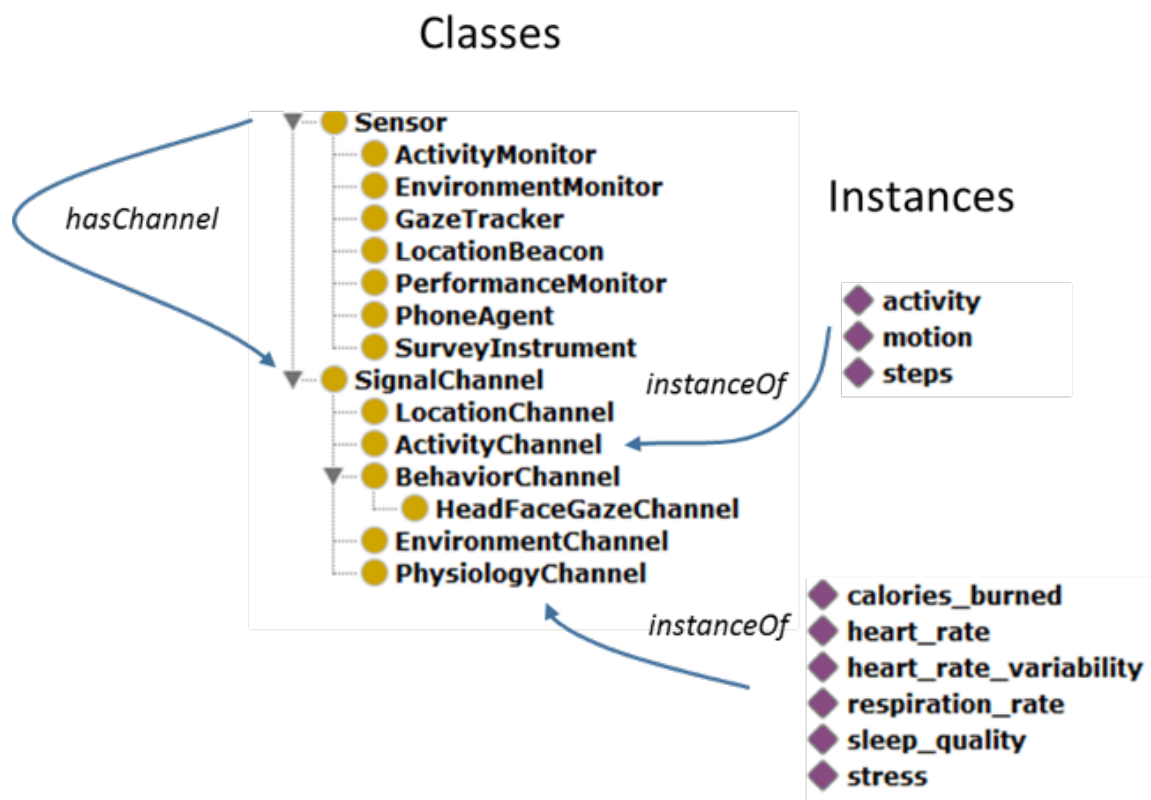 Classes
Sensor
ActivityMonitor
EnvironmentMonitor
GazeTracker
LocationBeacon
PerformanceMonitor
PhoneAgent
SurveyInstrument
SignalChannel
LocationChannel
ActivityChannel
BehaviorChannel
HeadFaceGazeChannel
EnvironmentChannel
PhysiologyChannel
hasChannel
Instances
activity
motion
steps
instanceOf
calories_burned
heart_rate
heart_rate_variability
respiration_rate
sleep_quality
stress
instanceOf